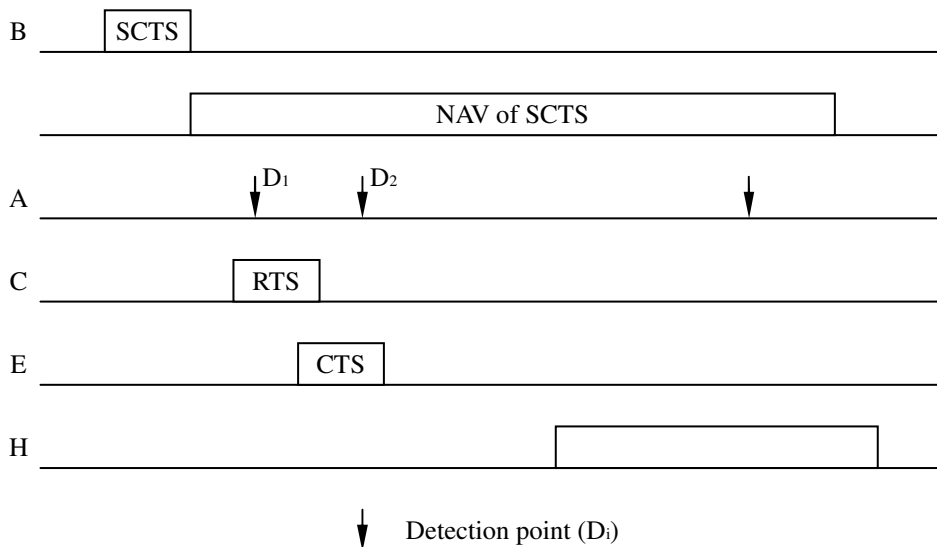 B
SCTS
NAV of SCTS
A
D₁
D₂
C
RTS
E
CTS
H
Detection point (Dᵢ)